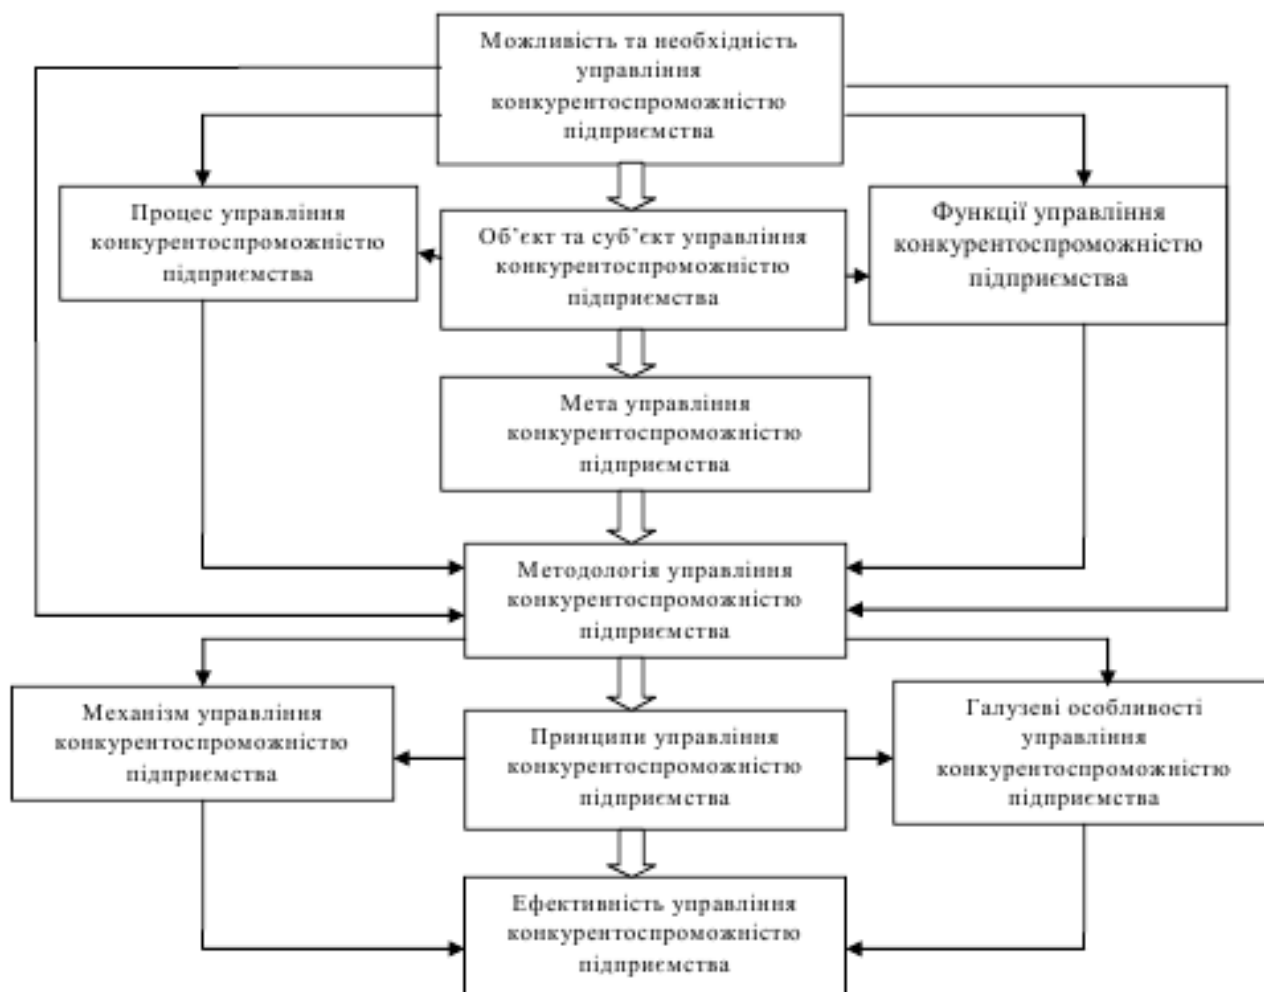 Можливість та необхідність
управління
конкурентоспроможністю
підприємства
Процес управління
конкурентоспроможністю
підприємства
Об’єкт та суб’єкт управління
конкурентоспроможністю
підприємства
Функції управління
конкурентоспроможністю
підприємства
Мета управління
конкурентоспроможністю
підприємства
Методологія управління
конкурентоспроможністю
підприємства
Механізм управління
конкурентоспроможністю
підприємства
Принципи управління
конкурентоспроможністю
підприємства
Галузеві особливості
управління
конкурентоспроможністю
підприємства
Ефективність управління
конкурентоспроможністю
підприємства